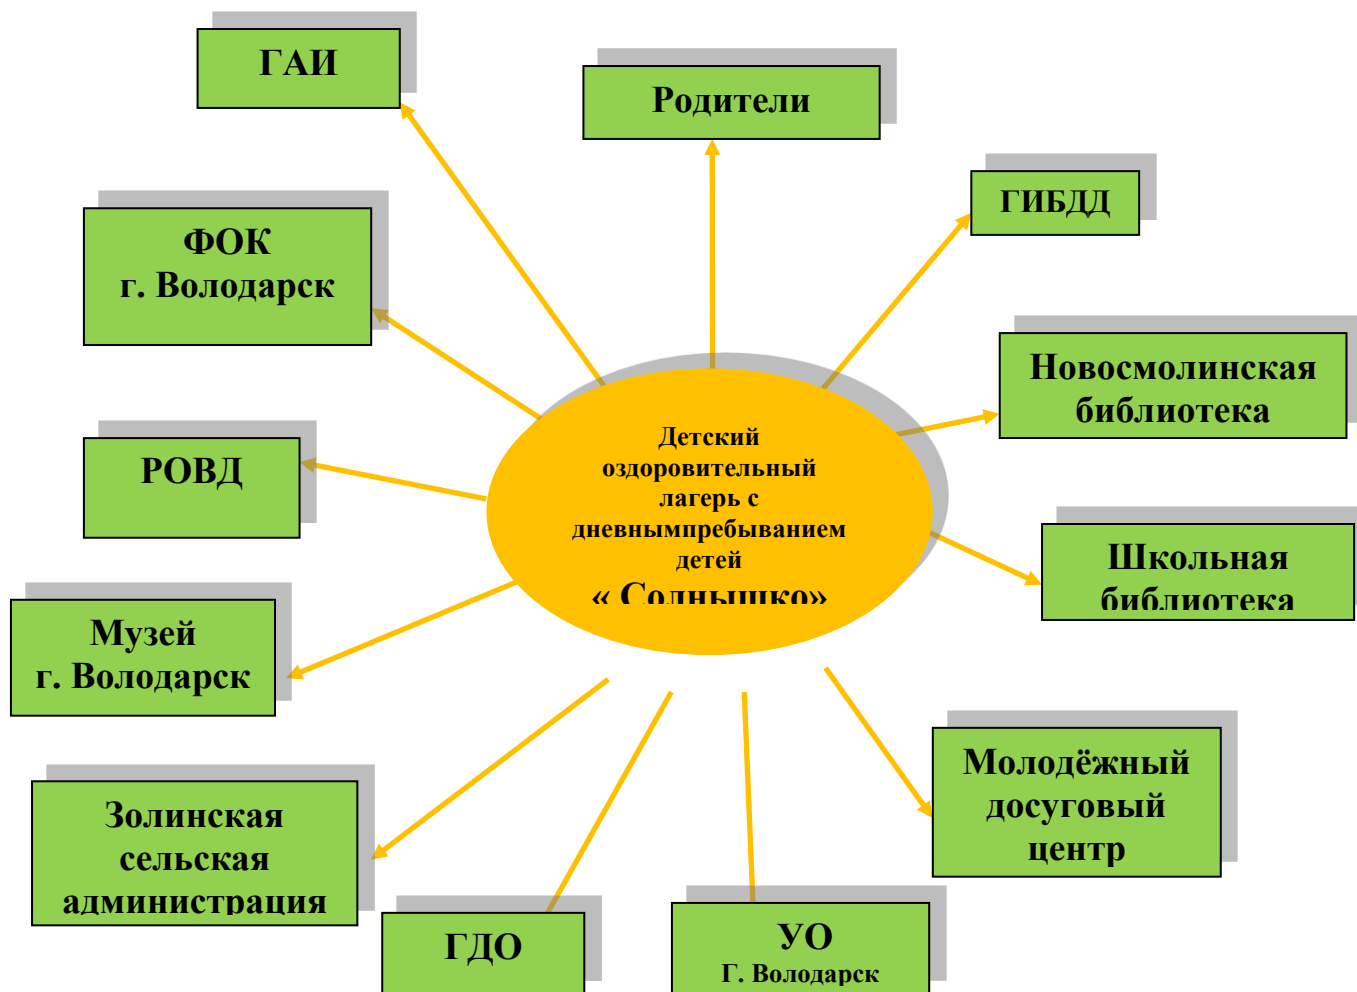 ГАИ
Родители
ГИБДД
ФОК
г. Володарск
Новосмолинская
библиотека
Детский
оздоровительный
лагерь с
дневнымпребыванием
детей
« Солнышко»
РОВД
Школьная
библиотека
Музей
г. Володарск
Молодёжный
досуговый
центр
Золинская
сельская
администрация
ГДО
УО
Г. Володарск